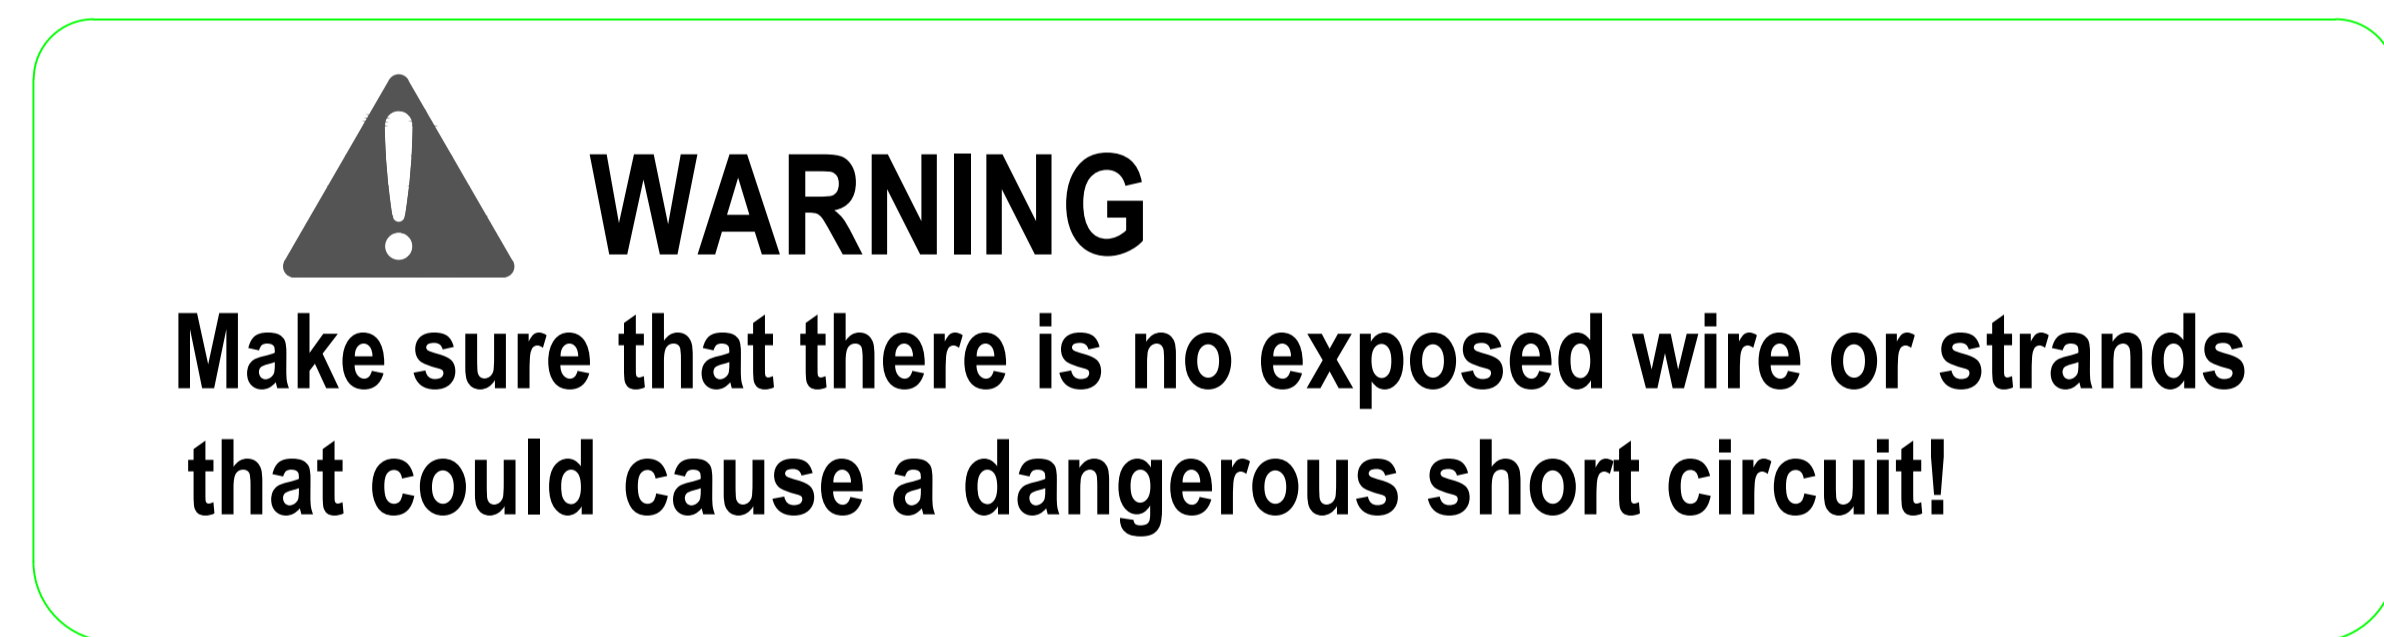 WARNING
Make sure that there is no exposed wire or strands
that could cause a dangerous short circuit!